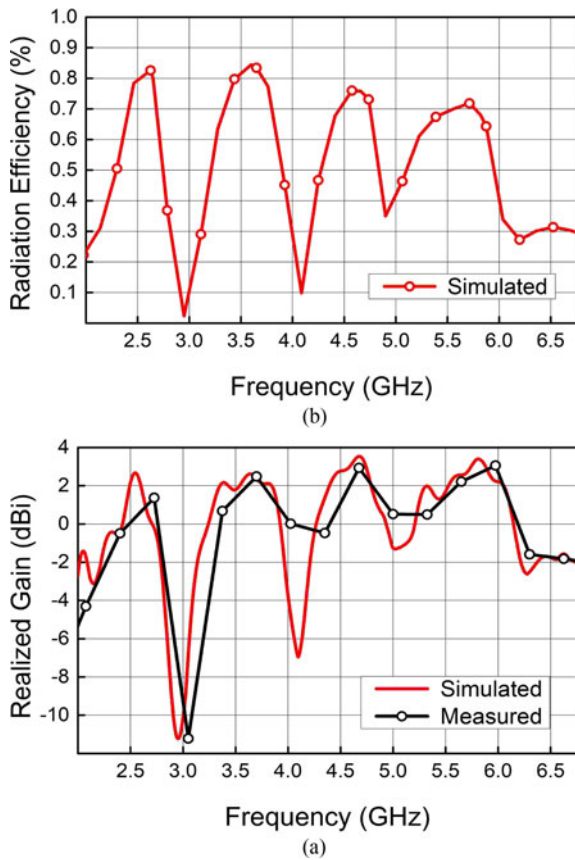 Radiation Efficiency (%)
1.0
0.9
0.8
0.7
0.6
0.5
0.4
0.3
0.2
0.1
Simulated
2.5 3.0 3.5 4.0 4.5 5.0 5.5 6.0 6.5
Frequency (GHz)
(b)
Realized Gain (dBi)
4
2
0
-2
-4
-6
-8
-10
Simulated
Measured
2.5 3.0 3.5 4.0 4.5 5.0 5.5 6.0 6.5
Frequency (GHz)
(a)